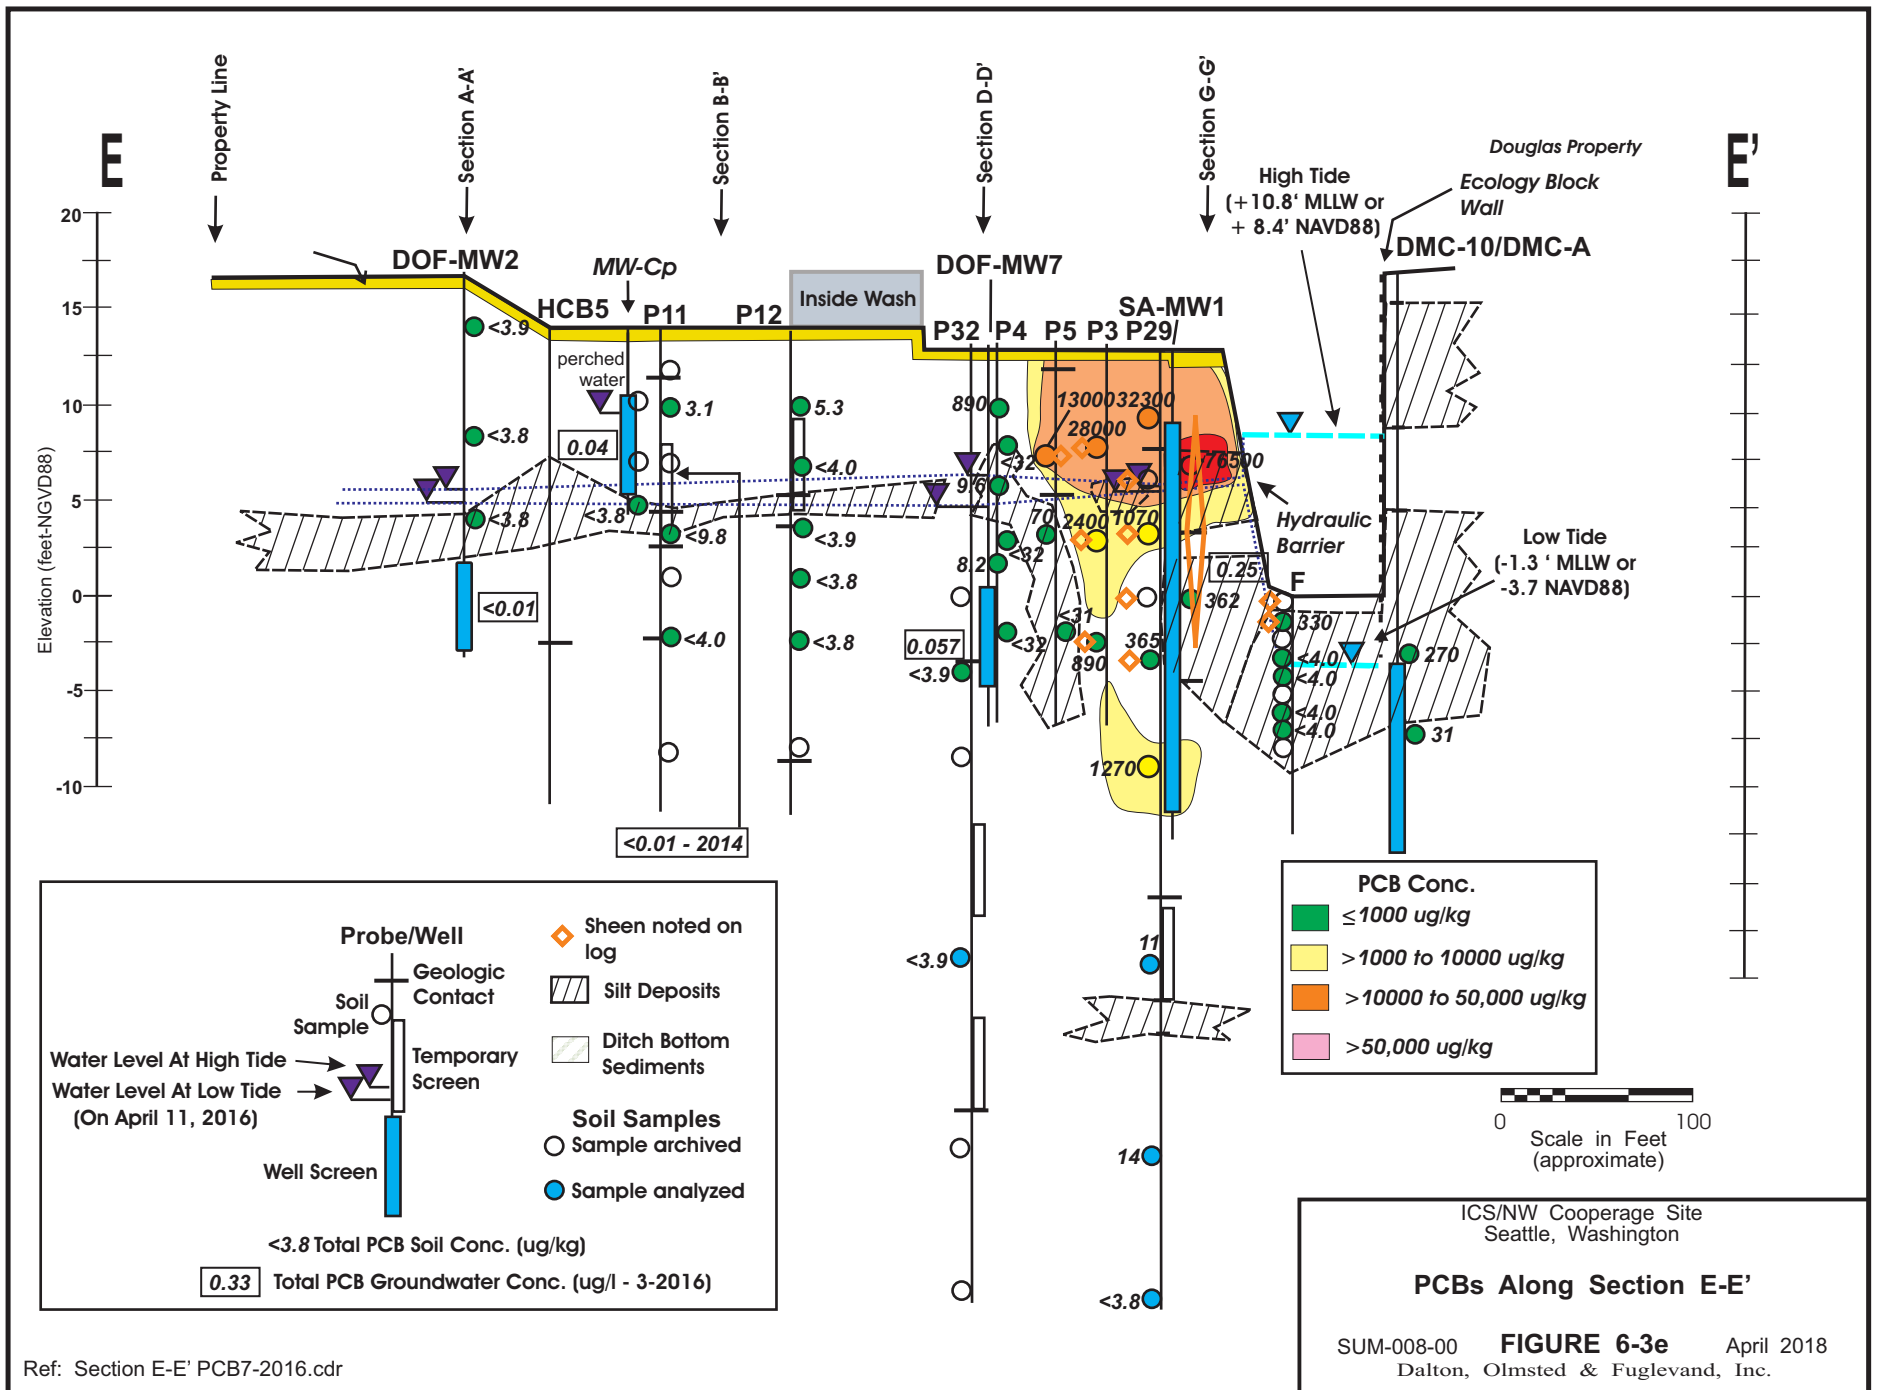 E
Property Line
Section A-A'
Section B-B'
Section D-D'
Section G-G'
E'
Douglas Property
Ecology Block
Wall
High Tide
(+10.8' MLLW or
+ 8.4' NAVD88)
DMC-10/DMC-A
Elevation (feet-NGVD88)
20
15
10
5
0
-5
-10
DOF-MW2
HCB5
MW-Cp
P11
P12
Inside Wash
DOF-MW7
P32
P4
P5
P3
P29
SA-MW1
perched
water
<3.9
<3.8
<3.8
<0.01
0.04
<3.8
3.1
<9.8
<4.0
<0.01 - 2014
5.3
<4.0
<3.9
<3.8
<3.8
890
<32
9.6
<32
8.2
<32
0.057
<3.9
<3.9
13000
32300
28000
76500
70
2400
1070
<31
890
365
362
1270
11
14
<3.8
0.25
Hydraulic
Barrier
F
330
<4.0
<4.0
<4.0
<4.0
270
31
Low Tide
(-1.3 ' MLLW or
-3.7 NAVD88)
PCB Conc.
≤1000 ug/kg
>1000 to 10000 ug/kg
>10000 to 50,000 ug/kg
>50,000 ug/kg
Probe/Well
Geologic
Contact
Soil
Sample
Water Level At High Tide
Water Level At Low Tide
(On April 11, 2016)
Temporary
Screen
Well Screen
Sheen noted on
log
Silt Deposits
Ditch Bottom
Sediments
Soil Samples
Sample archived
Sample analyzed
<3.8 Total PCB Soil Conc. (ug/kg)
0.33 Total PCB Groundwater Conc. (ug/l - 3-2016)
0 100
Scale in Feet
(approximate)
ICS/NW Cooperage Site
Seattle, Washington
PCBs Along Section E-E'
SUM-008-00 FIGURE 6-3e April 2018
Dalton, Olmsted & Fuglevand, Inc.
Ref: Section E-E' PCB7-2016.cdr